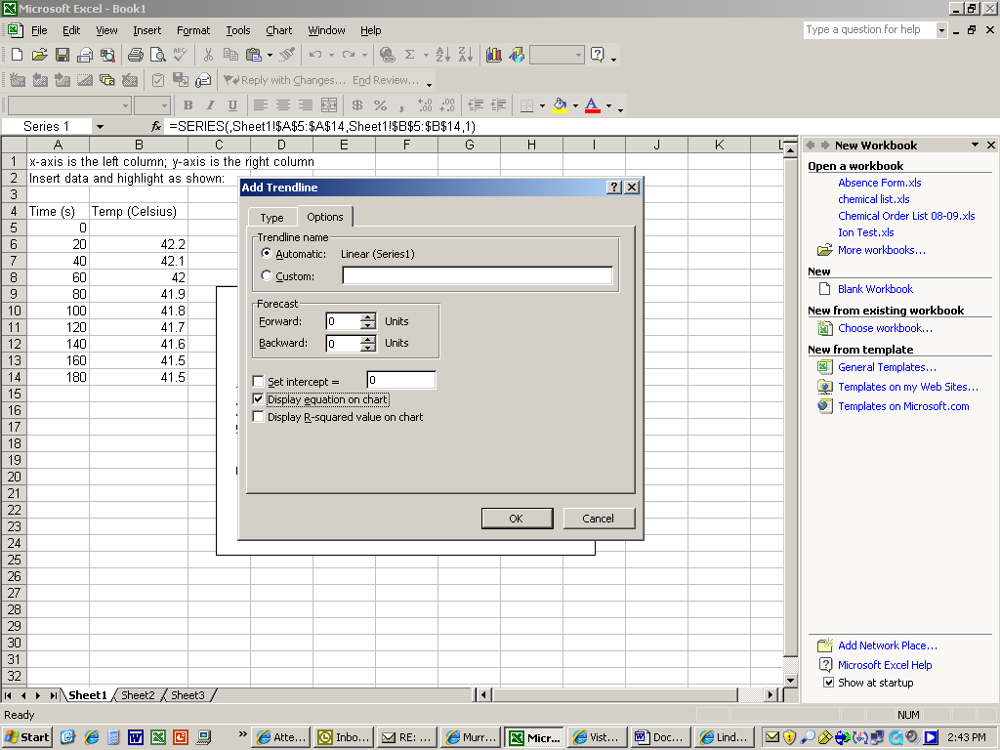 Microsoft Excel - Book1
File Edit View Insert Format Tools Chart Window Help
Type a question for help
Reply with Changes... End Review...
B I U $ % ,
Series 1 fx =SERIES(,Sheet1!$A$5:$A$14,Sheet1!$B$5:$B$14,1)
A B C D E F G H I J K L
1 x-axis is the left column; y-axis is the right column
2 Insert data and highlight as shown:
3
4 Time (s) Temp (Celsius)
5 0
6 20 42.2
7 40 42.1
8 60 42
9 80 41.9
10 100 41.8
11 120 41.7
12 140 41.6
13 160 41.5
14 180 41.5
15
16
17
18
19
20
21
22
23
24
25
26
27
28
29
30
31
32
Add Trendline
Type Options
Trendline name
Automatic: Linear (Series1)
Custom:
Forecast
Forward: 0 Units
Backward: 0 Units
Set intercept = 0
Display equation on chart
Display R-squared value on chart
OK Cancel
New Workbook
Open a workbook
Absence Form.xls
chemical list.xls
Chemical Order List 08-09.xls
Ion Test.xls
More workbooks...
New
Blank Workbook
New from existing workbook
Choose workbook...
New from template
General Templates...
Templates on my Web Sites...
Templates on Microsoft.com
Add Network Place...
Microsoft Excel Help
Show at startup
Sheet1 Sheet2 Sheet3
Ready NUM
Start » Atte... Inbo... RE: ... Murr... Micr... Vist... Doc... Lind... 2:43 PM